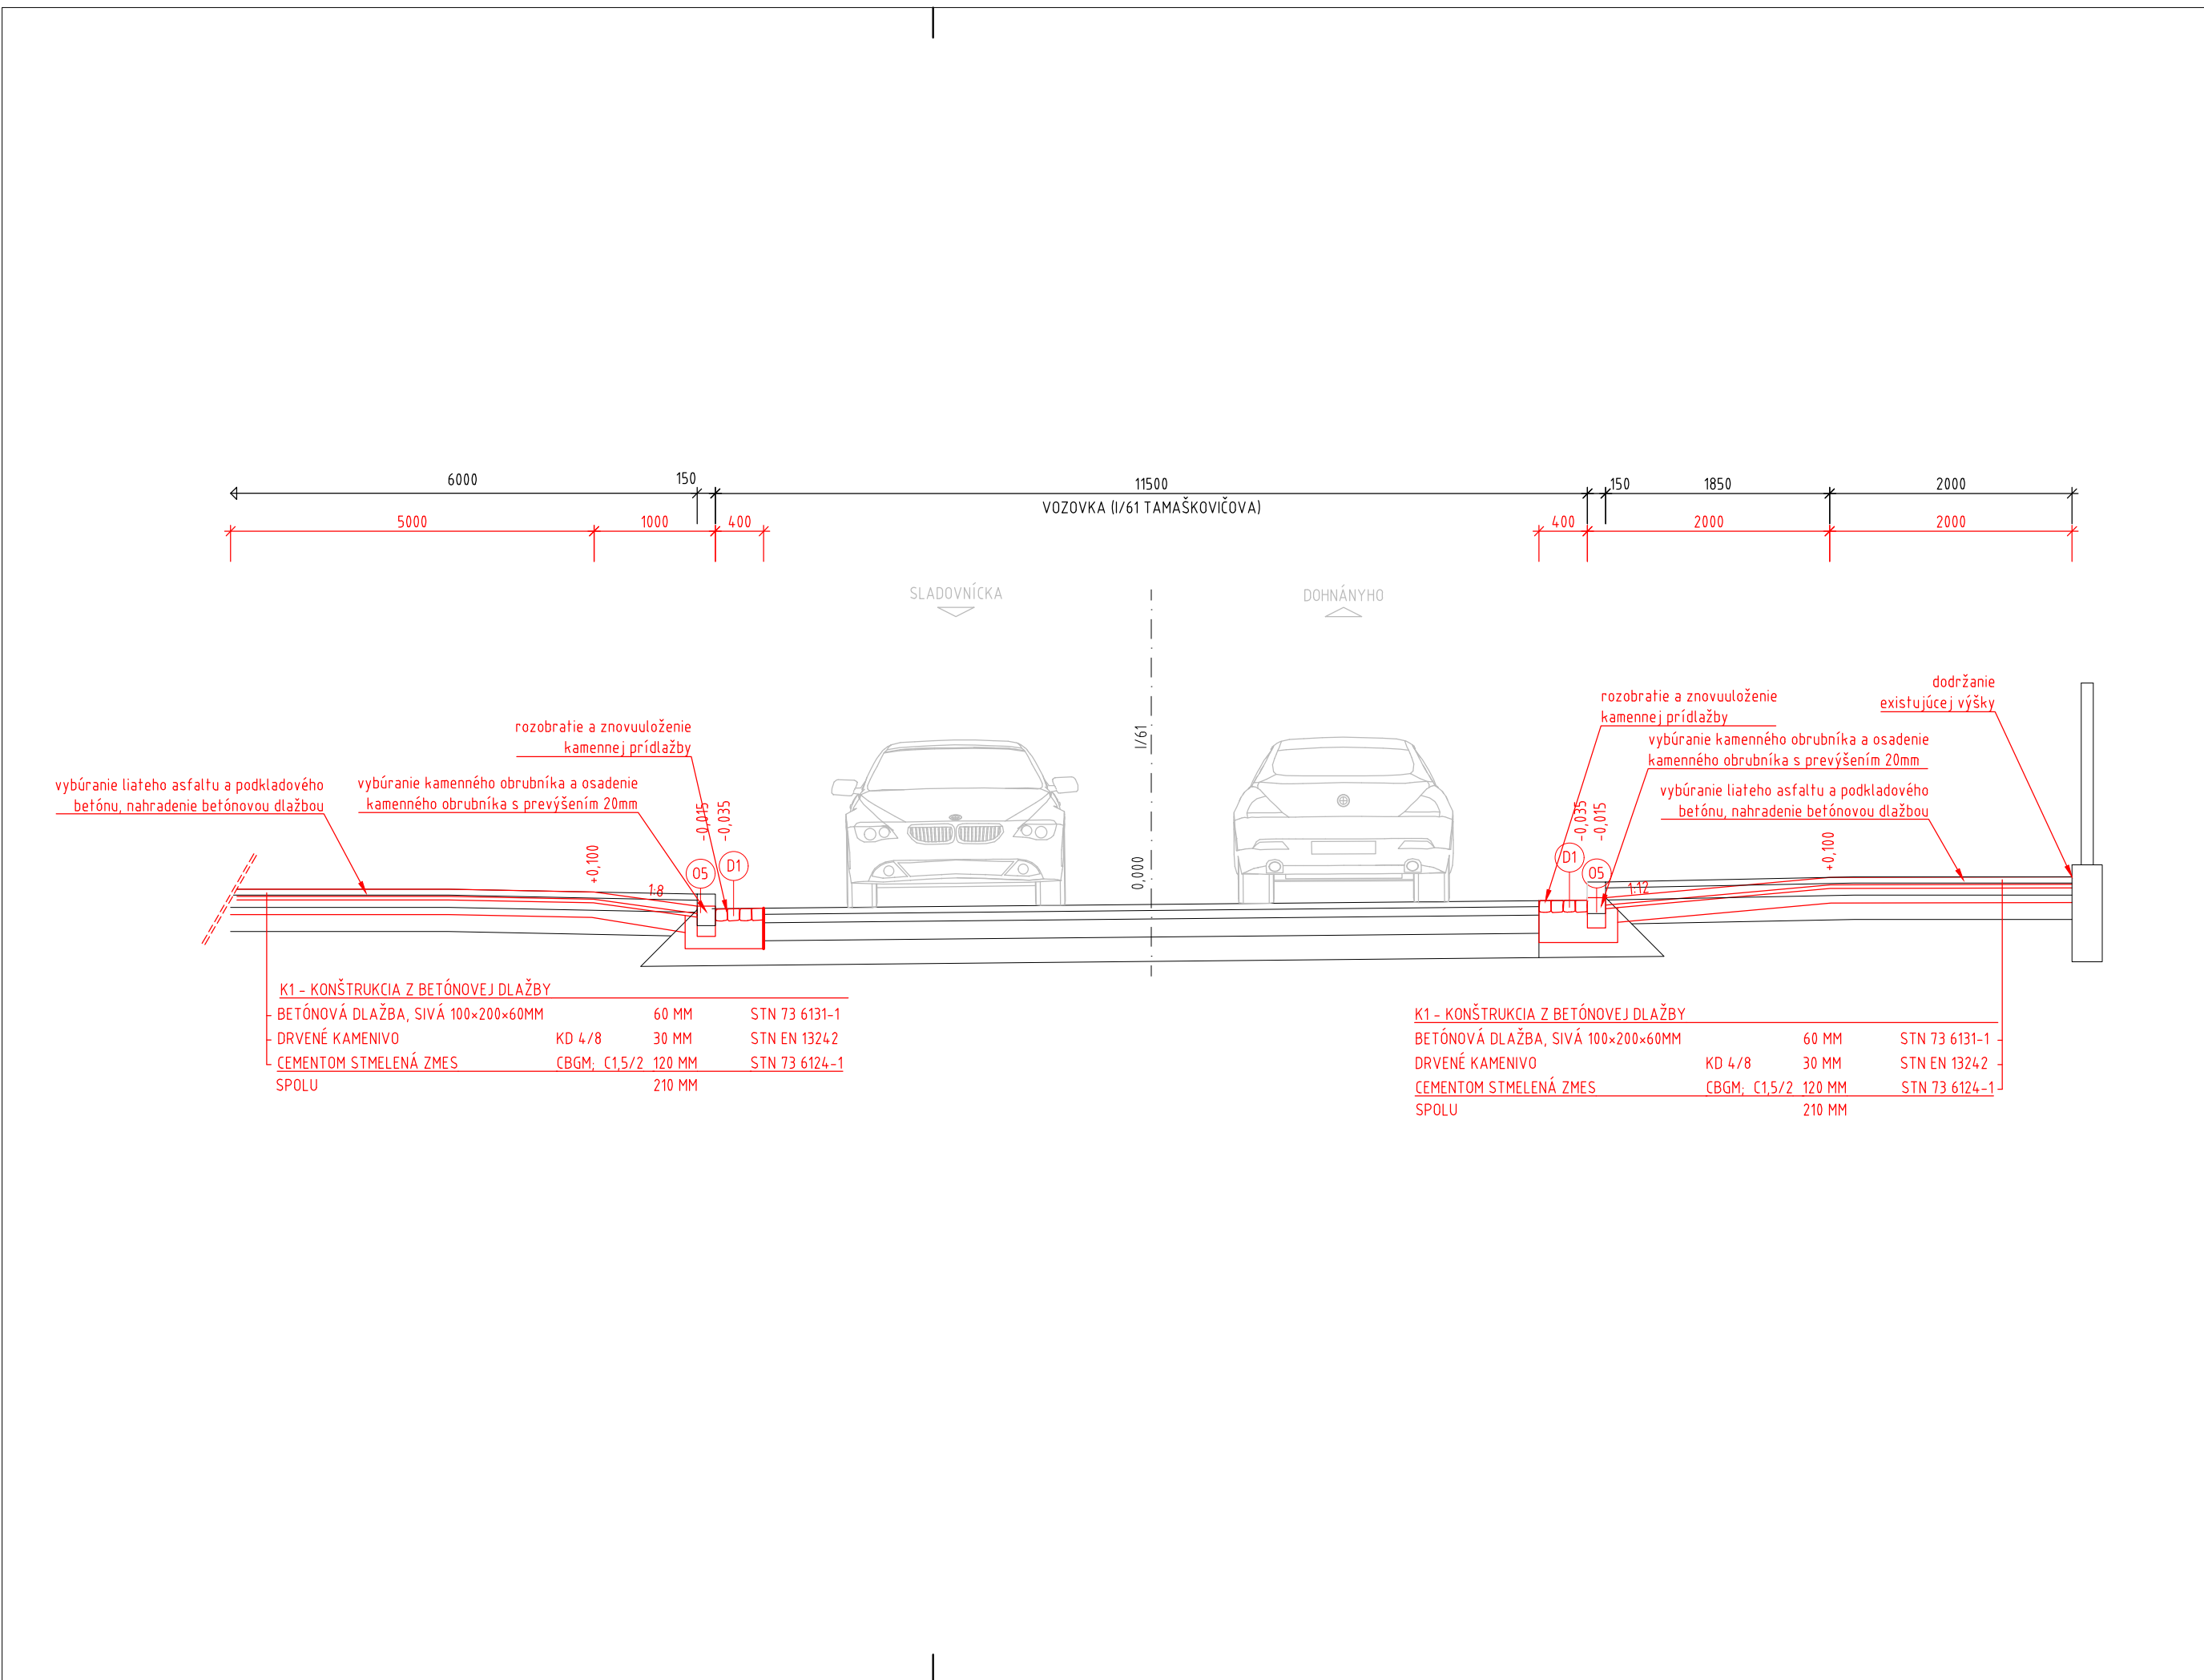 6000
150
11500
150
1850
2000
VOZOVKA (I/61 TAMAŠKOVIČOVA)
5000
1000
400
400
2000
2000
SLADOVNÍCKA
DOHNÁNYHO
I/61
0,000
rozobratie a znovuuloženie
kamennej prídlažby
vybúranie liateho asfaltu a podkladového
betónu, nahradenie betónovou dlažbou
vybúranie kamenného obrubníka a osadenie
kamenného obrubníka s prevýšením 20mm
-0,015
-0,035
+0,100
1:8
O5
D1
rozobratie a znovuuloženie
kamennej prídlažby
dodržanie
existujúcej výšky
vybúranie kamenného obrubníka a osadenie
kamenného obrubníka s prevýšením 20mm
vybúranie liateho asfaltu a podkladového
betónu, nahradenie betónovou dlažbou
-0,035
-0,015
+0,100
D1
O5
1:12
K1 - KONŠTRUKCIA Z BETÓNOVEJ DLAŽBY
BETÓNOVÁ DLAŽBA, SIVÁ 100×200×60MM 60 MM STN 73 6131-1
DRVENÉ KAMENIVO KD 4/8 30 MM STN EN 13242
CEMENTOM STMELENÁ ZMES CBGM; C1,5/2 120 MM STN 73 6124-1
SPOLU 210 MM
K1 - KONŠTRUKCIA Z BETÓNOVEJ DLAŽBY
BETÓNOVÁ DLAŽBA, SIVÁ 100×200×60MM 60 MM STN 73 6131-1
DRVENÉ KAMENIVO KD 4/8 30 MM STN EN 13242
CEMENTOM STMELENÁ ZMES CBGM; C1,5/2 120 MM STN 73 6124-1
SPOLU 210 MM